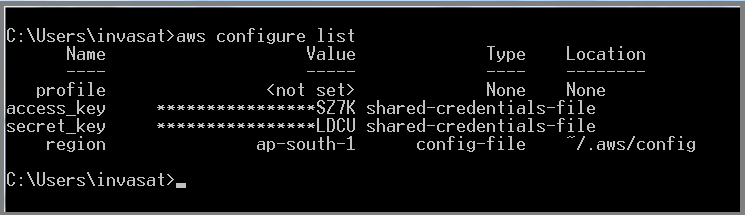 C:\Users\invasat>aws configure list
      Name                    Value             Type    Location
      ----                    -----             ----    --------
   profile                <not set>             None    None
access_key     ****************SZ7K shared-credentials-file
secret_key     ****************LDCU shared-credentials-file
    region               ap-south-1      config-file    ~/.aws/config
C:\Users\invasat>_